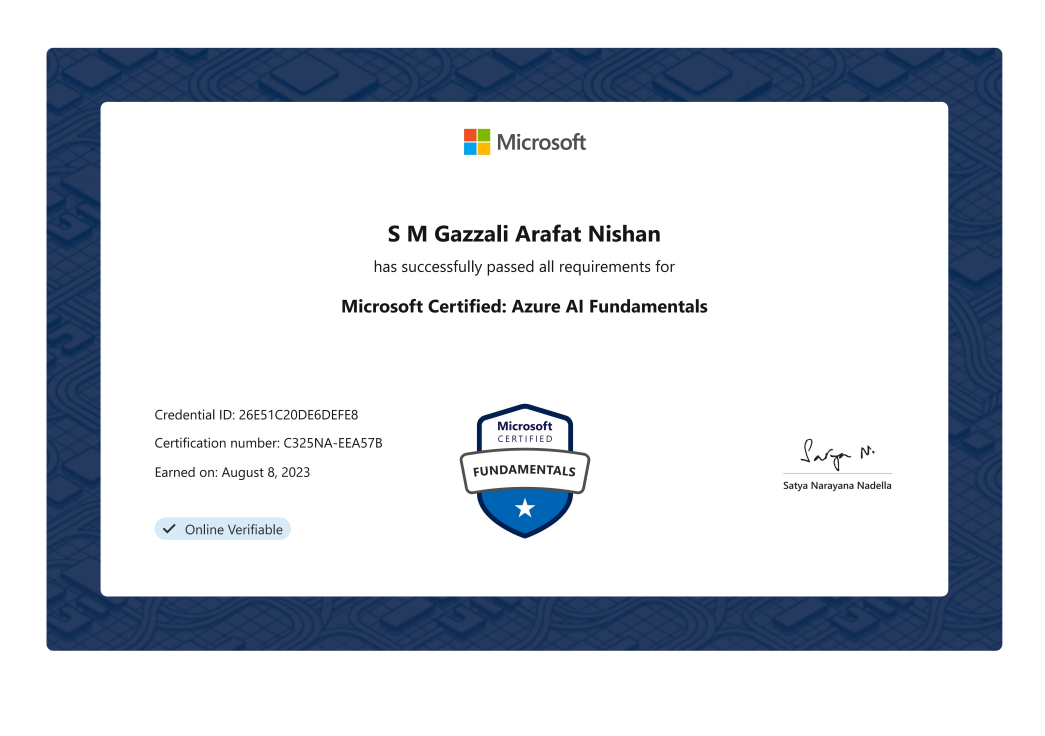 Microsoft
S M Gazzali Arafat Nishan
has successfully passed all requirements for
Microsoft Certified: Azure AI Fundamentals
Credential ID: 26E51C20DE6DEFE8
Certification number: C325NA-EEA57B
Earned on: August 8, 2023
Online Verifiable
Microsoft
CERTIFIED
FUNDAMENTALS
Satya N.
Satya Narayana Nadella